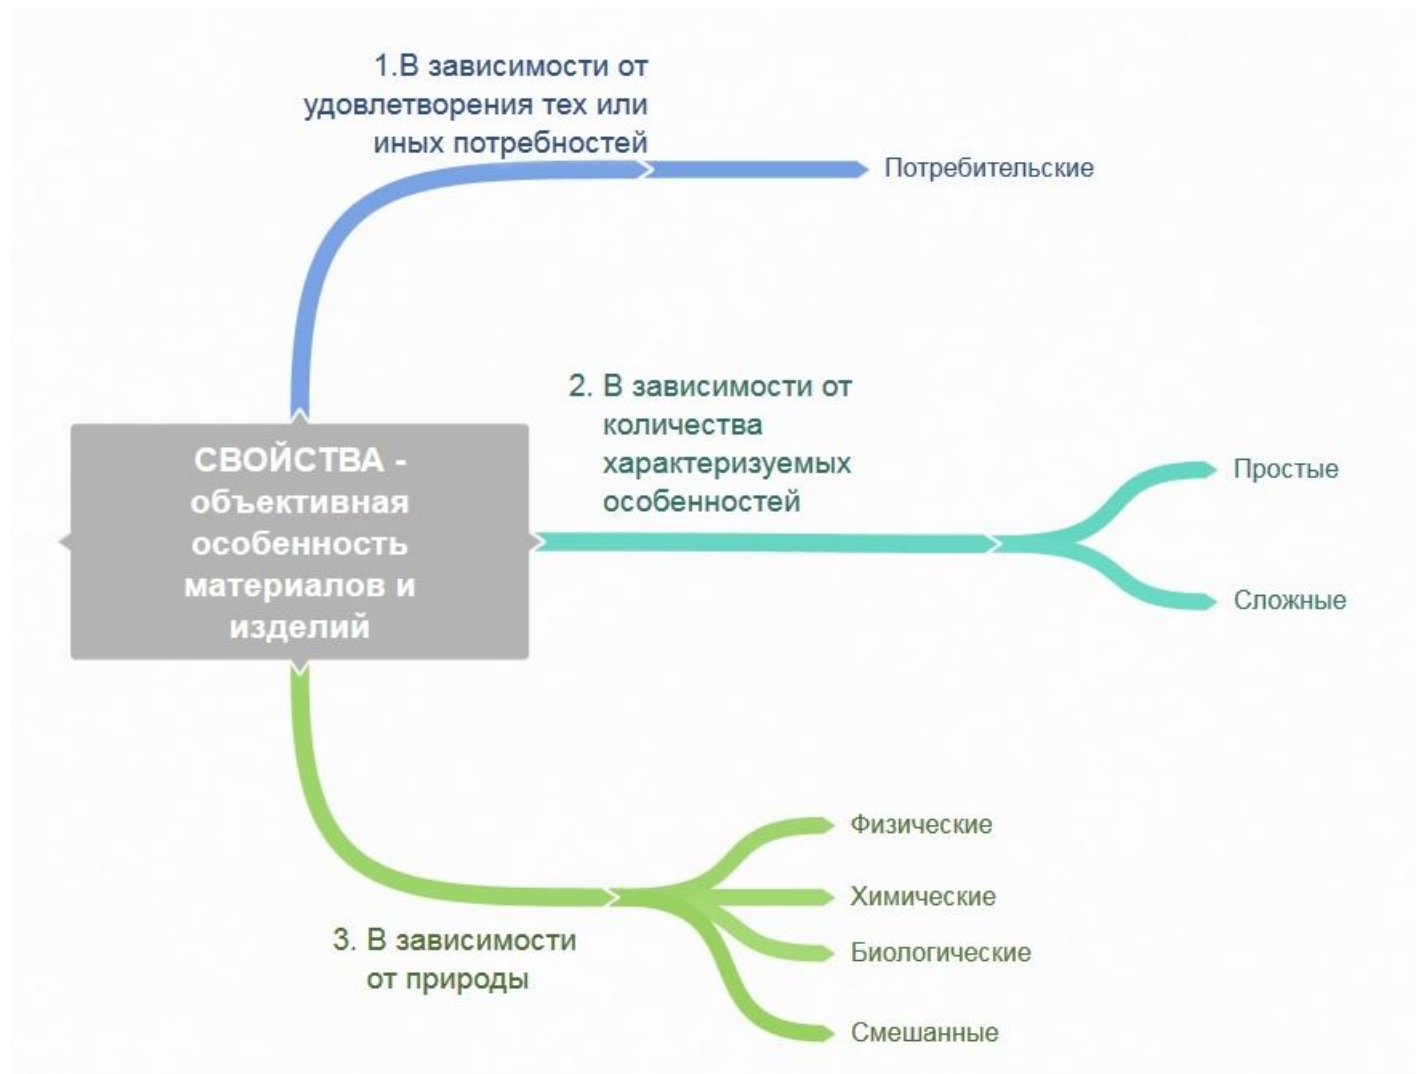 1.В зависимости от
удовлетворения тех или
иных потребностей
Потребительские
СВОЙСТВА -
объективная
особенность
материалов и
изделий
2. В зависимости от
количества
характеризуемых
особенностей
Простые
Сложные
3. В зависимости
от природы
Физические
Химические
Биологические
Смешанные